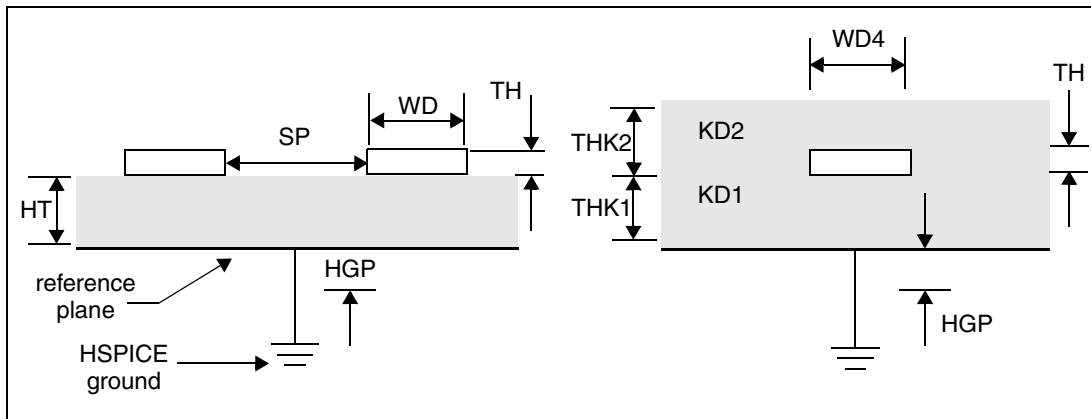 WD
TH
SP
HT
reference
plane
HGP
HSPICE
ground
WD4
TH
THK2
KD2
THK1
KD1
HGP